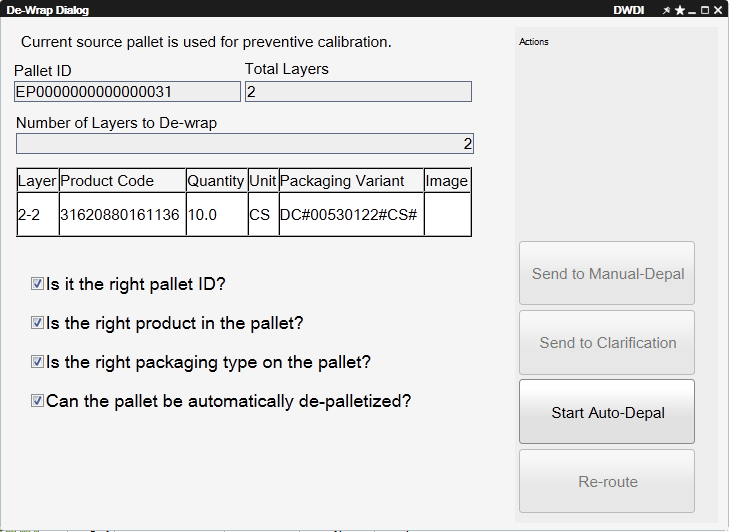 De-Wrap Dialog DWDI
Current source pallet is used for preventive calibration.
Actions
Pallet ID Total Layers
EP0000000000000031 2
Number of Layers to De-wrap
2
Layer Product Code Quantity Unit Packaging Variant Image
2-2 31620880161136 10.0 CS DC#00530122#CS#
Is it the right pallet ID?
Is the right product in the pallet?
Is the right packaging type on the pallet?
Can the pallet be automatically de-palletized?
Send to Manual-Depal
Send to Clarification
Start Auto-Depal
Re-route